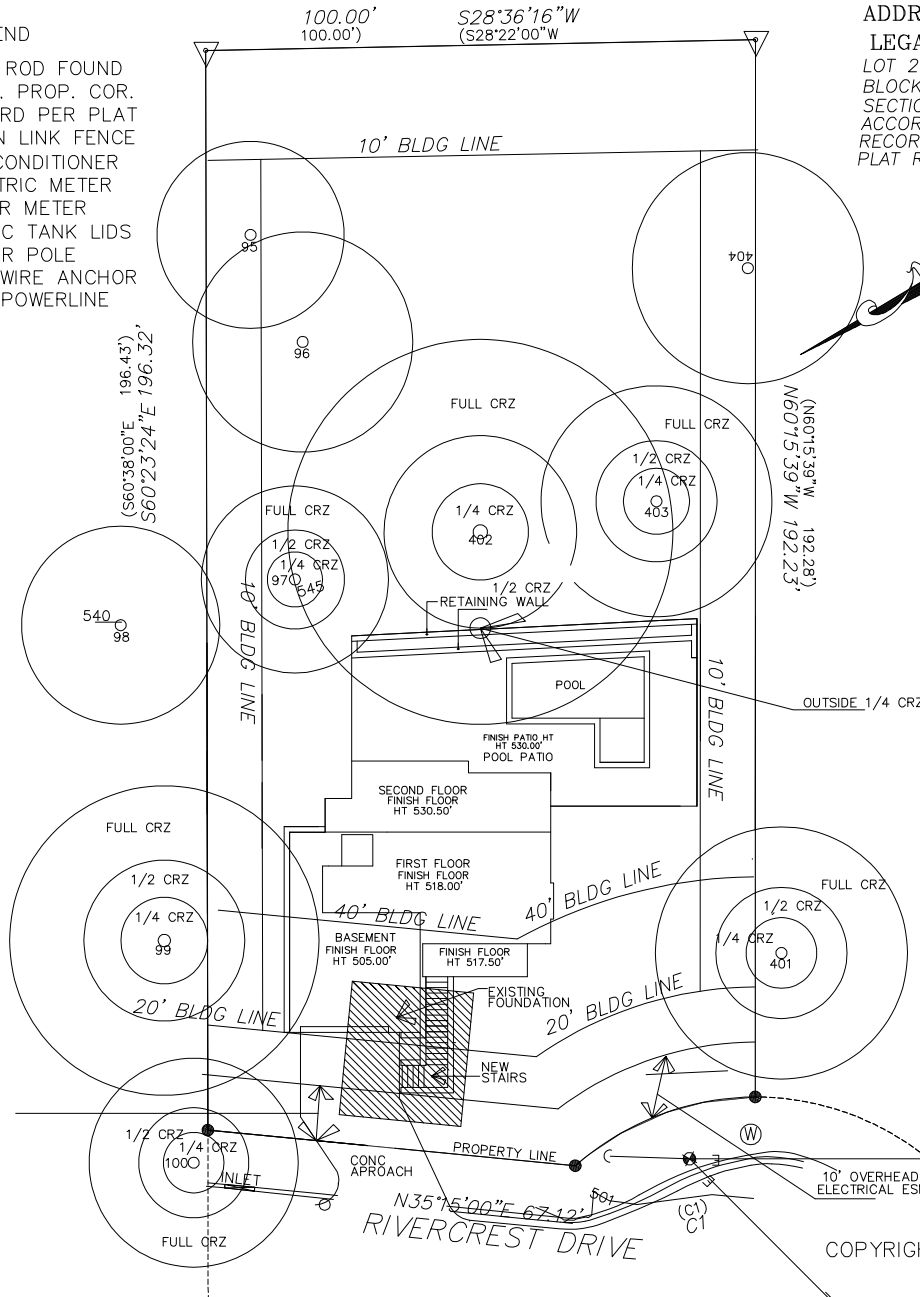 100.00'
S28°36'16"W
100.00')
(S28°22'00"W
END
ROD FOUND
. PROP. COR.
RD PER PLAT
N LINK FENCE
CONDITIONER
TRIC METER
R METER
C TANK LIDS
R POLE
WIRE ANCHOR
POWERLINE
ADDR
LEGA
LOT 2
BLOCK
SECTIO
ACCOR
RECOR
PLAT R
10' BLDG LINE
95
404
96
(S60°38'00"E 196.43')
S60°23'24"E 196.32'
(N60°15'39"W 192.28')
N60°15'39"W 192.23'
FULL CRZ
FULL CRZ
1/2 CRZ
1/4 CRZ
403
1/4 CRZ
402
FULL CRZ
1/2 CRZ
1/4 CRZ
97
545
1/2 CRZ
RETAINING WALL
540
98
10' BLDG LINE
10' BLDG LINE
POOL
OUTSIDE 1/4 CRZ
FINISH PATIO HT
HT 530.00'
POOL PATIO
SECOND FLOOR
FINISH FLOOR
HT 530.50'
FULL CRZ
1/2 CRZ
1/4 CRZ
99
FIRST FLOOR
FINISH FLOOR
HT 518.00'
FULL CRZ
1/2 CRZ
1/4 CRZ
401
40' BLDG LINE
40' BLDG LINE
BASEMENT
FINISH FLOOR
HT 505.00'
FINISH FLOOR
HT 517.50'
EXISTING
FOUNDATION
20' BLDG LINE
20' BLDG LINE
NEW
STAIRS
1/2 CRZ
1/4 CRZ
100
PROPERTY LINE
W
CONC
APROACH
INLET
E
E
10' OVERHEAD
ELECTRICAL ES
N35°15'00"E 67.12'
501
(C1)
C1
RIVERCREST DRIVE
FULL CRZ
COPYRIGH